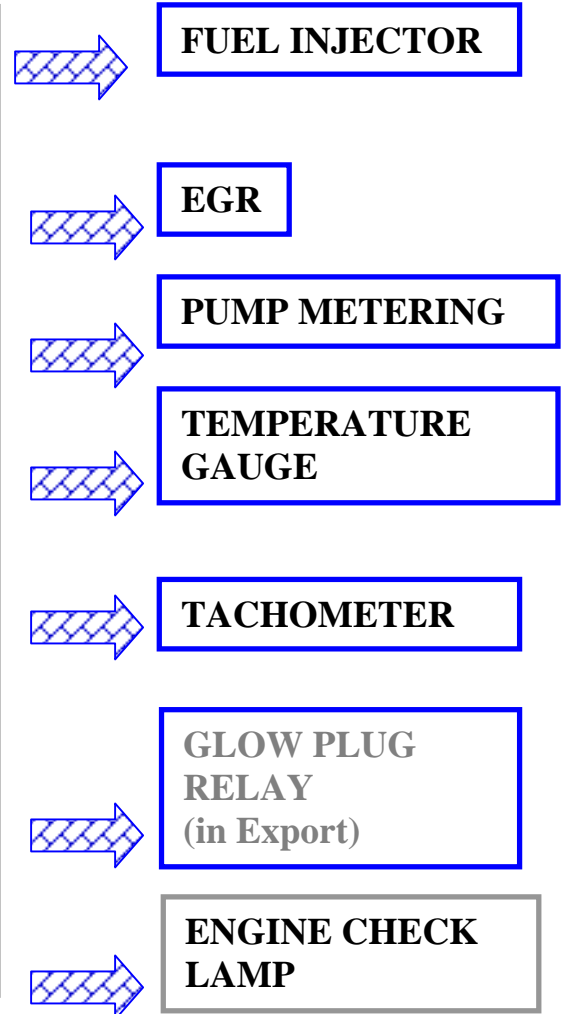 FUEL INJECTOR
EGR
PUMP METERING
TEMPERATURE
GAUGE
TACHOMETER
GLOW PLUG
RELAY
(in Export)
ENGINE CHECK
LAMP